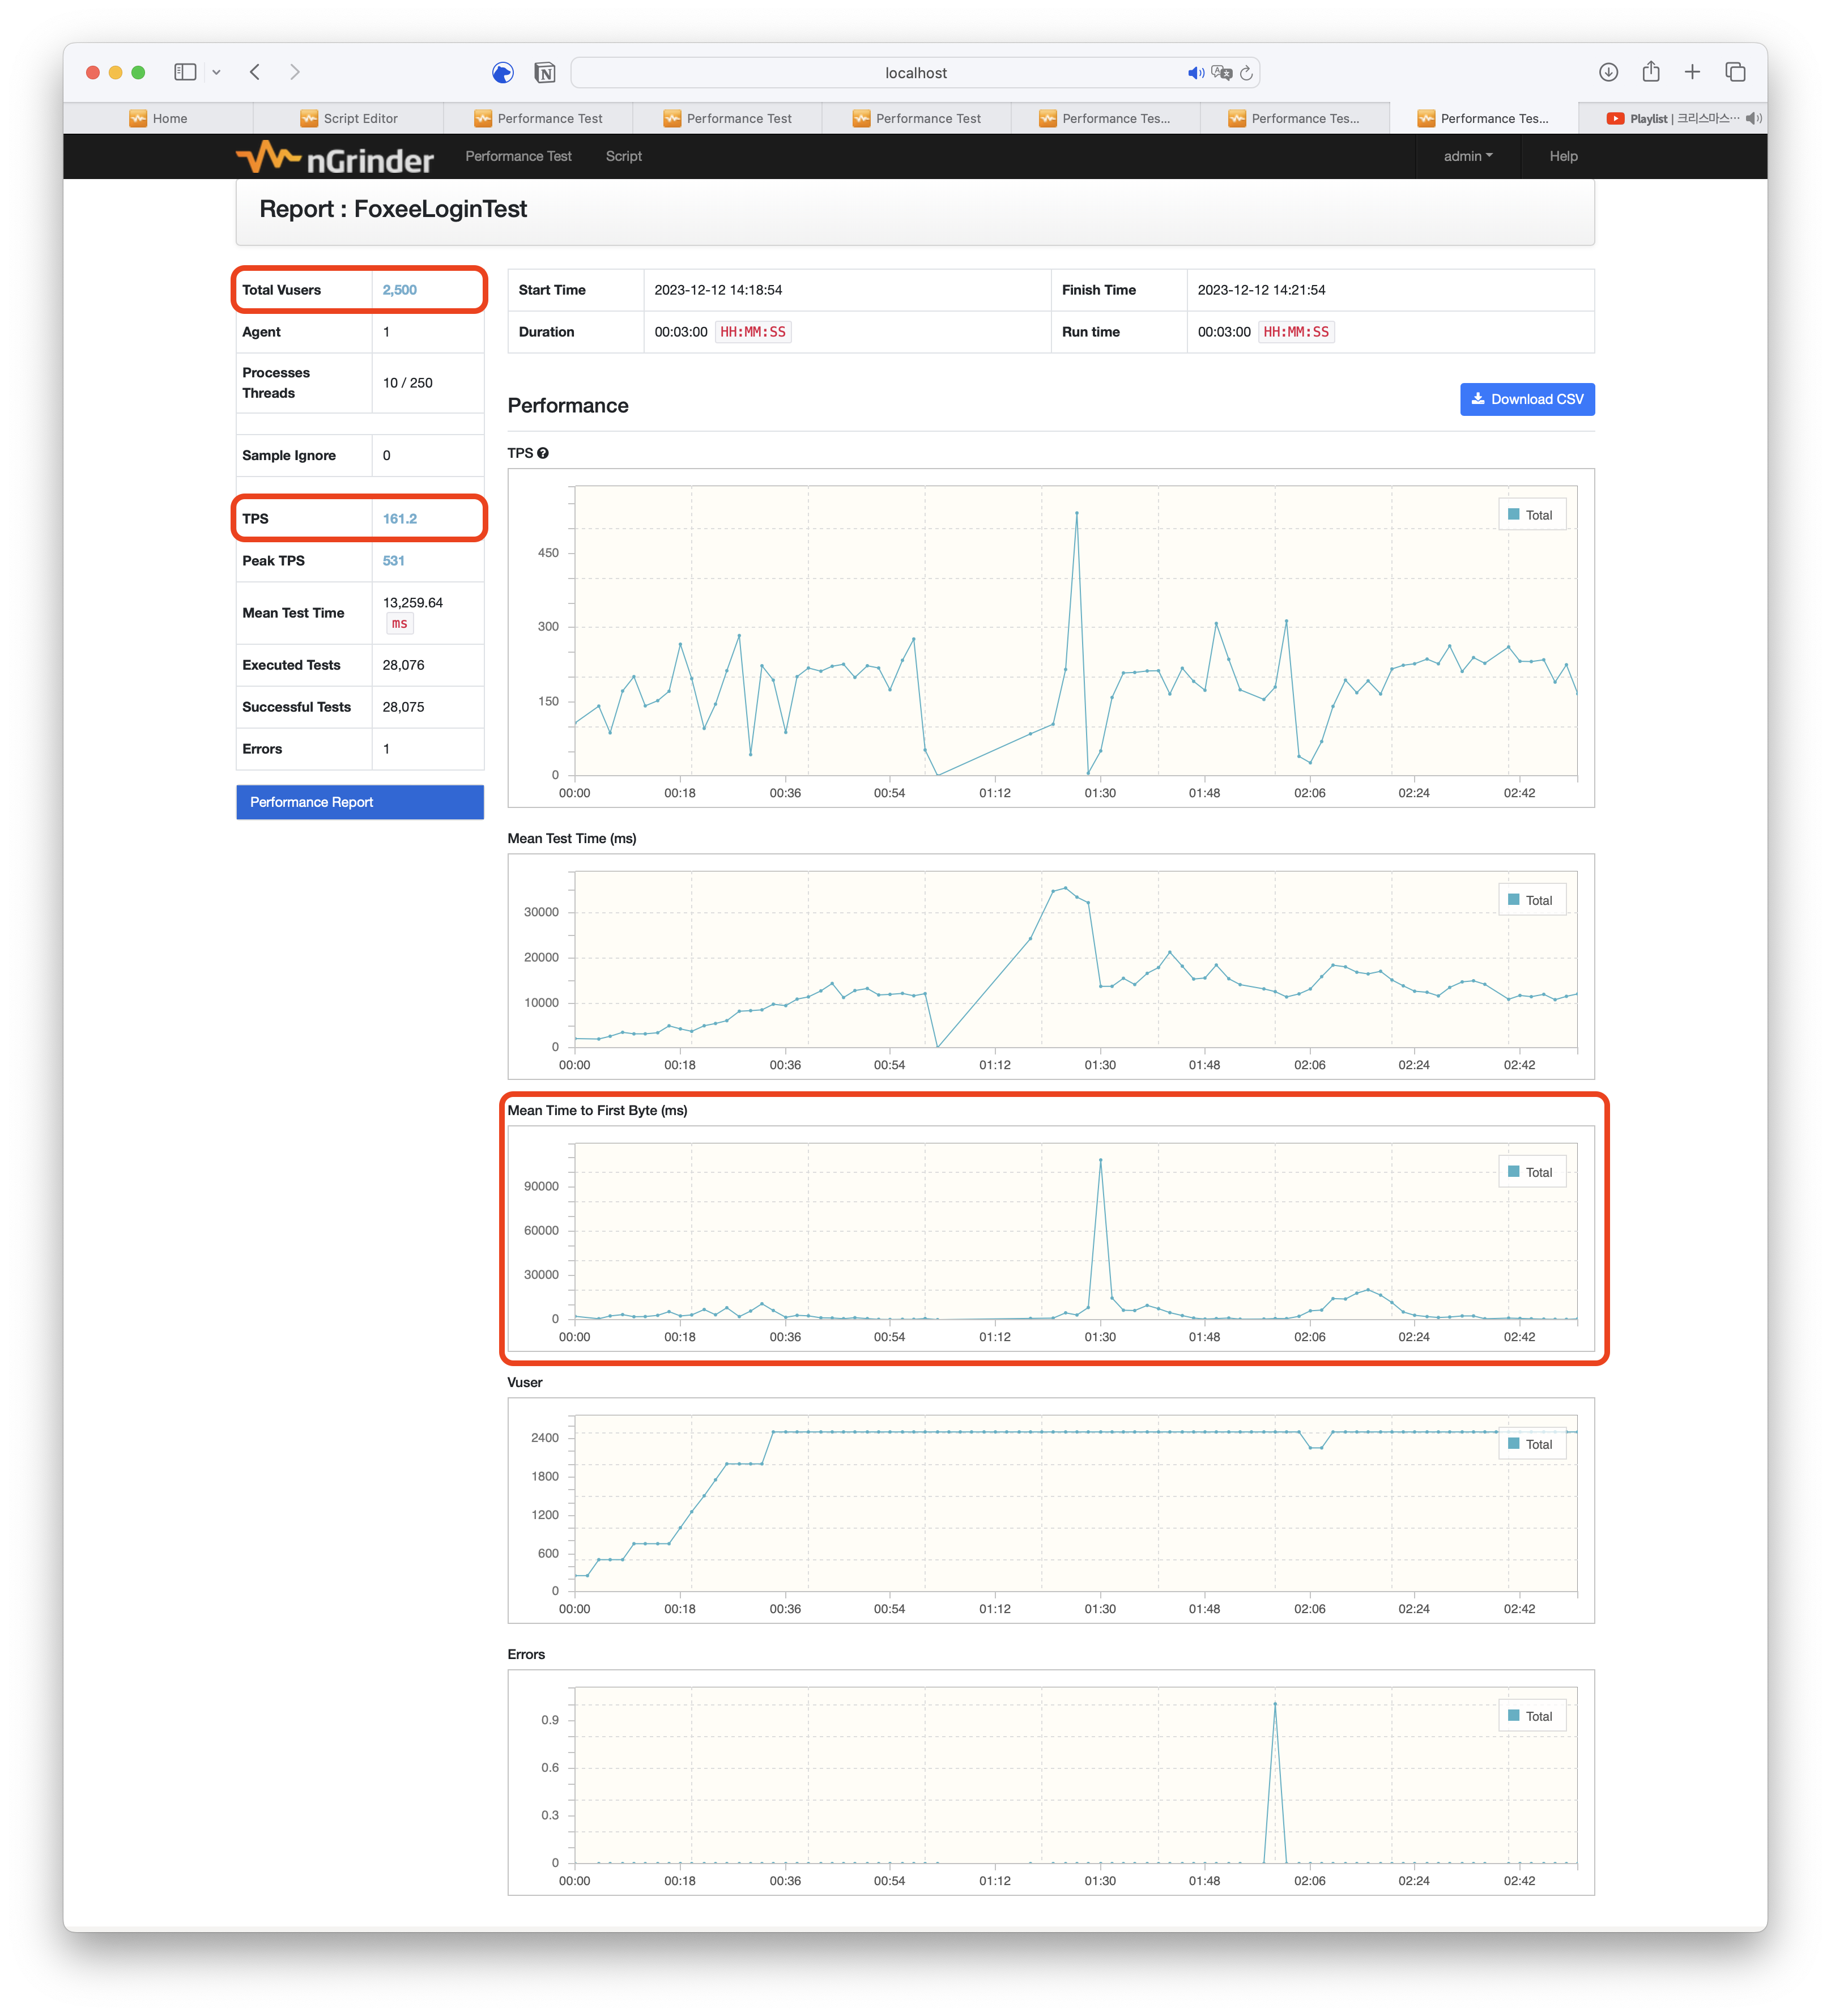 localhost
Home
Script Editor
Performance Test
Performance Test
Performance Test
Performance Tes...
Performance Tes...
Performance Tes...
Playlist | 크리스마스…
nGrinder
Performance Test
Script
admin
Help
Report : FoxeeLoginTest
Total Vusers 2,500
Agent 1
Processes
Threads
10 / 250
Sample Ignore 0
TPS 161.2
Peak TPS 531
Mean Test Time 13,259.64
ms
Executed Tests 28,076
Successful Tests 28,075
Errors 1
Performance Report
Start Time 2023-12-12 14:18:54 Finish Time 2023-12-12 14:21:54
Duration 00:03:00 HH:MM:SS Run time 00:03:00 HH:MM:SS
Performance
Download CSV
TPS ?
Total
450
300
150
0
00:00 00:18 00:36 00:54 01:12 01:30 01:48 02:06 02:24 02:42
Mean Test Time (ms)
Total
30000
20000
10000
0
00:00 00:18 00:36 00:54 01:12 01:30 01:48 02:06 02:24 02:42
Mean Time to First Byte (ms)
Total
90000
60000
30000
0
00:00 00:18 00:36 00:54 01:12 01:30 01:48 02:06 02:24 02:42
Vuser
Total
2400
1800
1200
600
0
00:00 00:18 00:36 00:54 01:12 01:30 01:48 02:06 02:24 02:42
Errors
Total
0.9
0.6
0.3
0
00:00 00:18 00:36 00:54 01:12 01:30 01:48 02:06 02:24 02:42